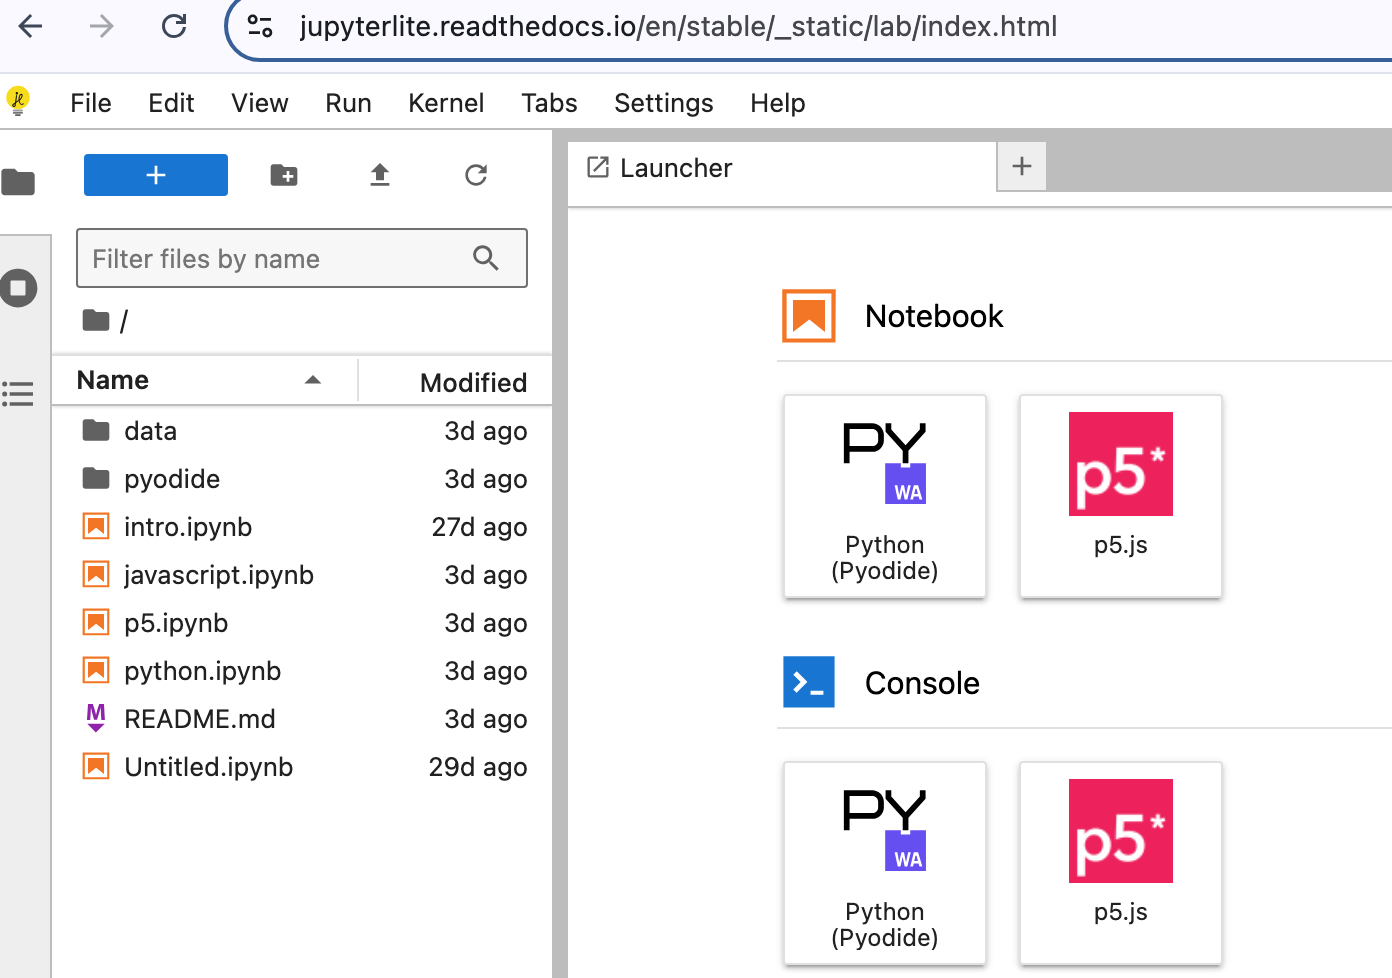 jupyterlite.readthedocs.io/en/stable/_static/lab/index.html
File Edit View Run Kernel Tabs Settings Help
Launcher
Filter files by name
/
Name Modified
data 3d ago
pyodide 3d ago
intro.ipynb 27d ago
javascript.ipynb 3d ago
p5.ipynb 3d ago
python.ipynb 3d ago
README.md 3d ago
Untitled.ipynb 29d ago
Notebook
PY
WA
Python
(Pyodide)
p5*
p5.js
Console
PY
WA
Python
(Pyodide)
p5*
p5.js